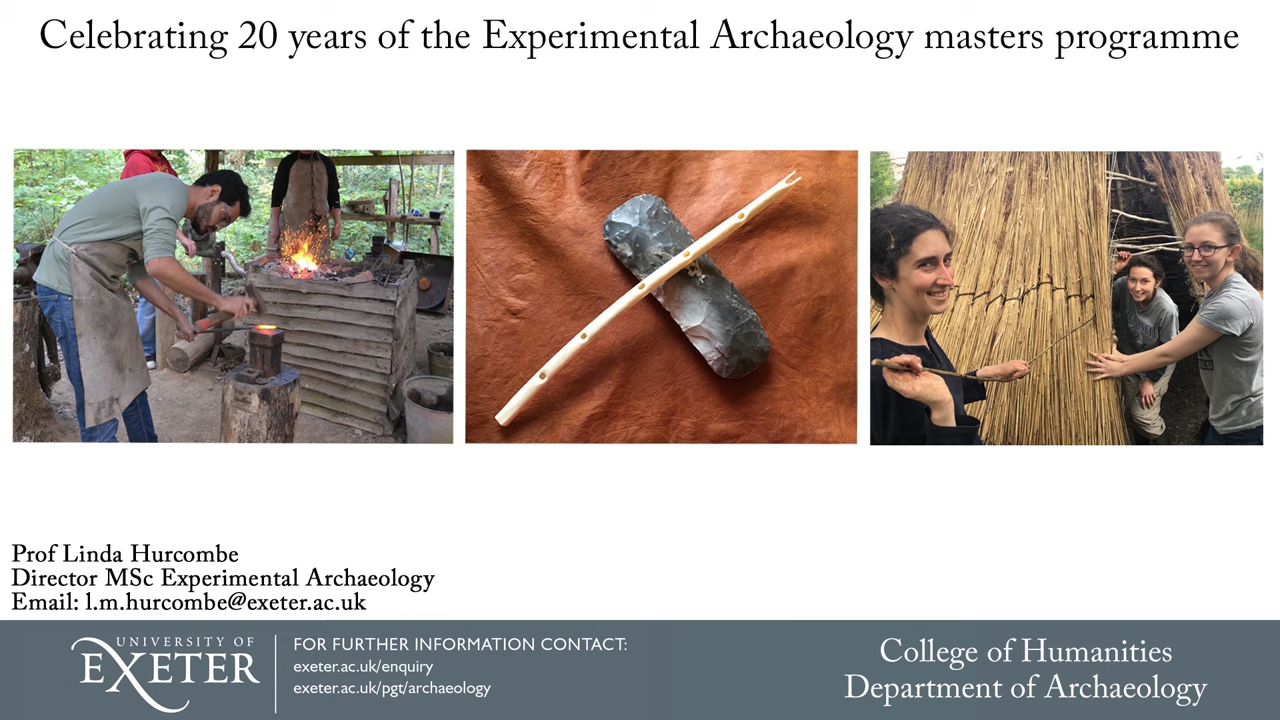 Celebrating 20 years of the Experimental Archaeology masters programme
Prof Linda Hurcombe
Director MSc Experimental Archaeology
Email: l.m.hurcombe@exeter.ac.uk
UNIVERSITY OF
EXETER
FOR FURTHER INFORMATION CONTACT:
exeter.ac.uk/enquiry
exeter.ac.uk/pgt/archaeology
College of Humanities
Department of Archaeology